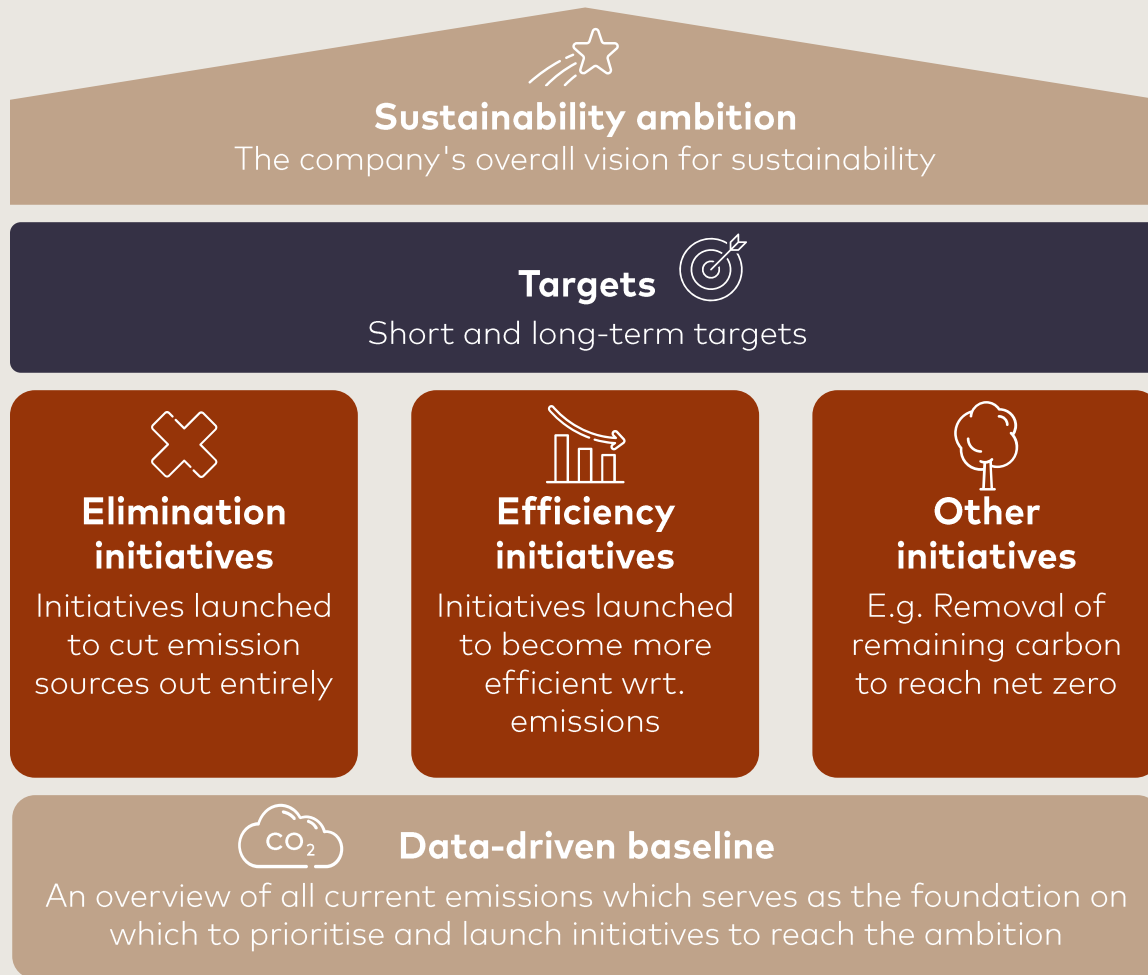 Sustainability ambition
The company's overall vision for sustainability
Targets
Short and long-term targets
Elimination
initiatives
Initiatives launched
to cut emission
sources out entirely
Efficiency
initiatives
Initiatives launched
to become more
efficient wrt.
emissions
Other
initiatives
E.g. Removal of
remaining carbon
to reach net zero
CO₂
Data-driven baseline
An overview of all current emissions which serves as the foundation on
which to prioritise and launch initiatives to reach the ambition